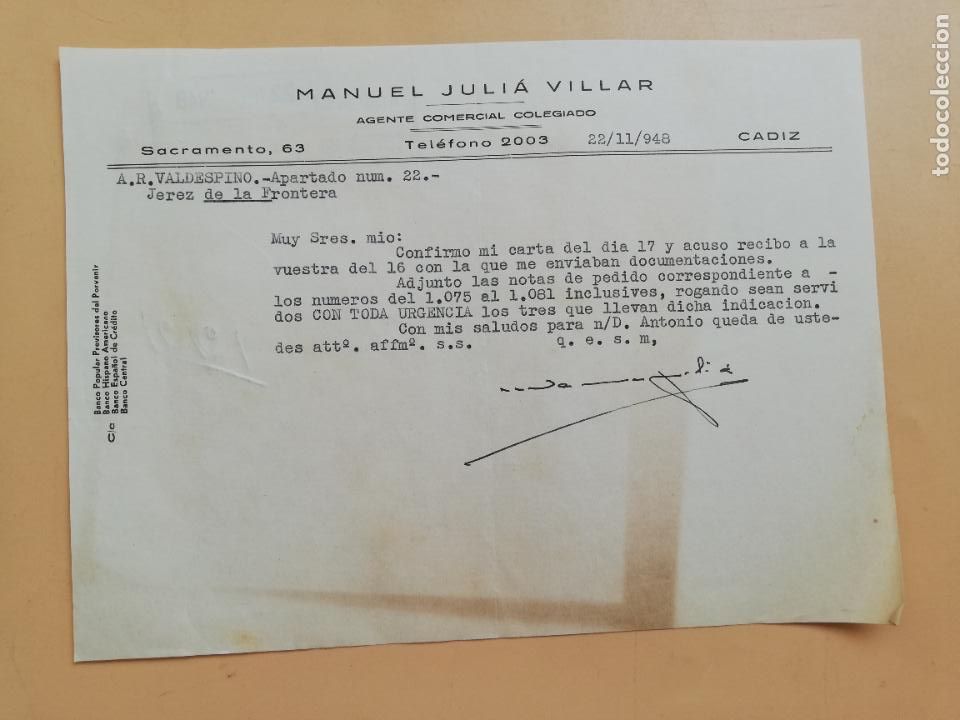 MANUEL JULIÁ VILLAR
AGENTE COMERCIAL COLEGIADO
Sacramento, 63 Teléfono 2003 22/11/948 CADIZ
A.R.VALDESPINO.-Apartado num. 22.-
Jerez de la Frontera
Muy Sres. mio:
Confirmo mi carta del dia 17 y acuso recibo a la
vuestra del 16 con la que me enviaban documentaciones.
Adjunto las notas de pedido correspondiente a -
los numeros del 1.075 al 1.081 inclusives, rogando sean servi
dos CON TODA URGENCIA los tres que llevan dicha indicacion.
Con mis saludos para n/D. Antonio queda de uste-
des attº. affmº. s.s. q. e. s. m,
C/c
Banco Popular Previsores del Porvenir
Banco Hispano Americano
Banco Español de Crédito
Banco Central
todocoleccion